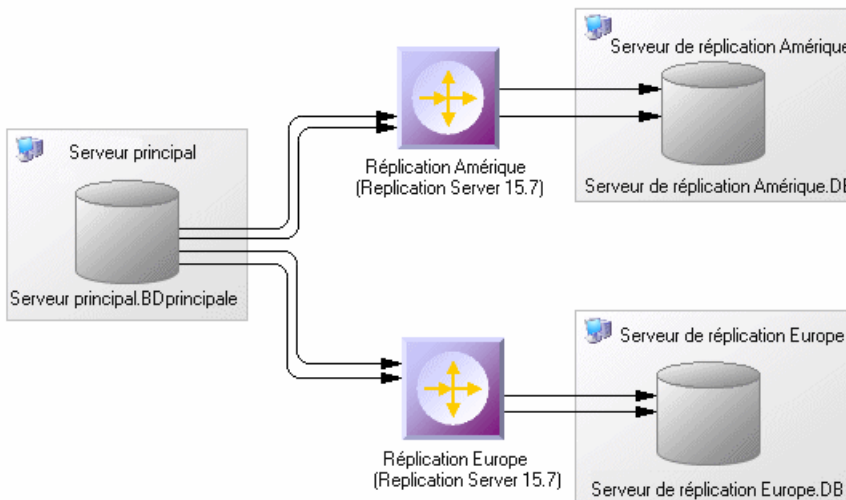 Serveur principal
Serveur principal.BDprincipale
Réplication Amérique
(Replication Server 15.7)
Serveur de réplication Amérique
Serveur de réplication Amérique.DB
Réplication Europe
(Replication Server 15.7)
Serveur de réplication Europe
Serveur de réplication Europe.DB